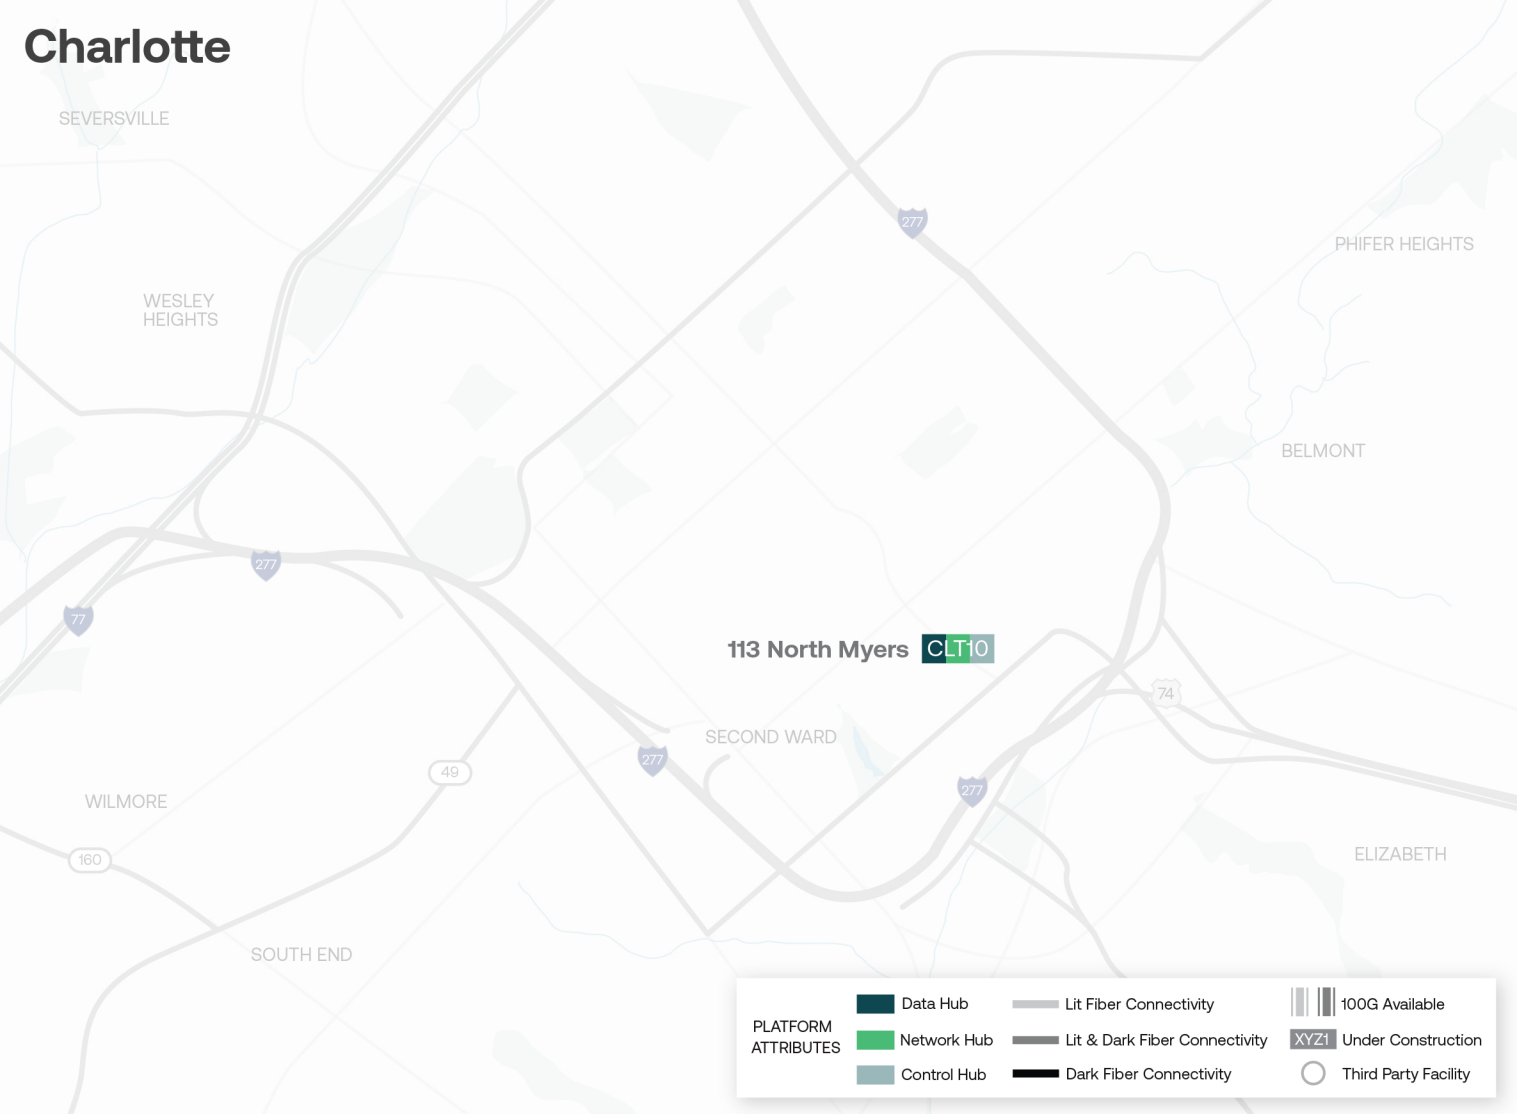 Charlotte
SEVERSVILLE
277
PHIFER HEIGHTS
WESLEY
HEIGHTS
BELMONT
277
77
113 North Myers CLT10
74
SECOND WARD
277
49
277
WILMORE
160
ELIZABETH
SOUTH END
PLATFORM
ATTRIBUTES
Data Hub
Network Hub
Control Hub
Lit Fiber Connectivity
Lit & Dark Fiber Connectivity
Dark Fiber Connectivity
100G Available
XYZ1 Under Construction
Third Party Facility